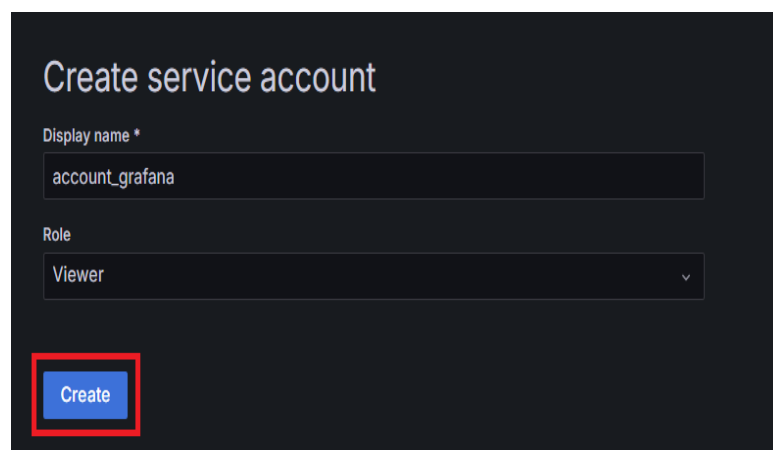 Create service account
Display name *
account_grafana
Role
Viewer
Create